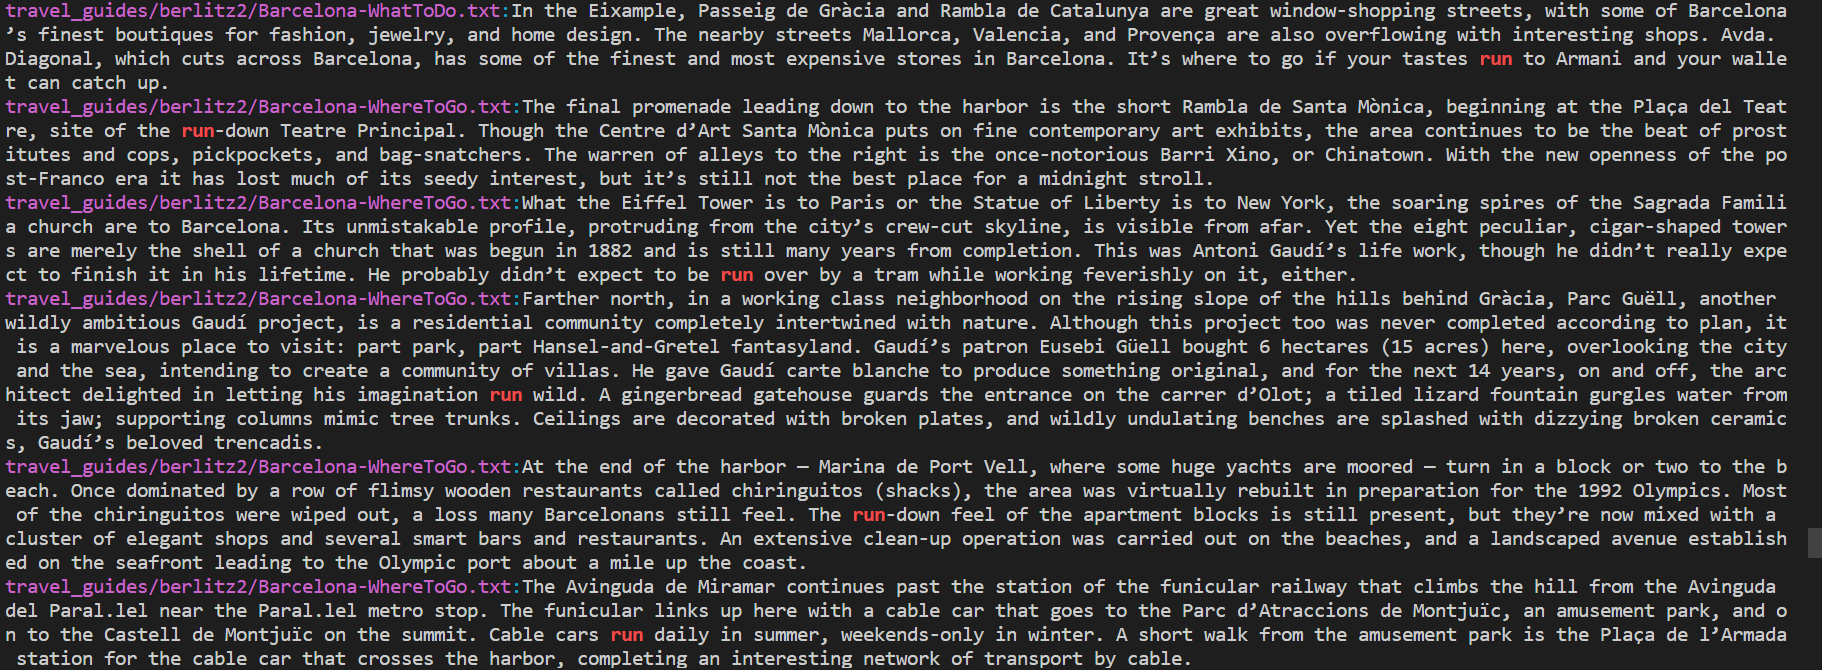 travel_guides/berlitz2/Barcelona-WhatToDo.txt:In the Eixample, Passeig de Gràcia and Rambla de Catalunya are great window-shopping streets, with some of Barcelona
’s finest boutiques for fashion, jewelry, and home design. The nearby streets Mallorca, Valencia, and Provença are also overflowing with interesting shops. Avda.
Diagonal, which cuts across Barcelona, has some of the finest and most expensive stores in Barcelona. It’s where to go if your tastes run to Armani and your walle
t can catch up.
travel_guides/berlitz2/Barcelona-WhereToGo.txt:The final promenade leading down to the harbor is the short Rambla de Santa Mònica, beginning at the Plaça del Teat
re, site of the run-down Teatre Principal. Though the Centre d’Art Santa Mònica puts on fine contemporary art exhibits, the area continues to be the beat of prost
itutes and cops, pickpockets, and bag-snatchers. The warren of alleys to the right is the once-notorious Barri Xino, or Chinatown. With the new openness of the po
st-Franco era it has lost much of its seedy interest, but it’s still not the best place for a midnight stroll.
travel_guides/berlitz2/Barcelona-WhereToGo.txt:What the Eiffel Tower is to Paris or the Statue of Liberty is to New York, the soaring spires of the Sagrada Famili
a church are to Barcelona. Its unmistakable profile, protruding from the city’s crew-cut skyline, is visible from afar. Yet the eight peculiar, cigar-shaped tower
s are merely the shell of a church that was begun in 1882 and is still many years from completion. This was Antoni Gaudí’s life work, though he didn’t really expe
ct to finish it in his lifetime. He probably didn’t expect to be run over by a tram while working feverishly on it, either.
travel_guides/berlitz2/Barcelona-WhereToGo.txt:Farther north, in a working class neighborhood on the rising slope of the hills behind Gràcia, Parc Guëll, another
wildly ambitious Gaudí project, is a residential community completely intertwined with nature. Although this project too was never completed according to plan, it
is a marvelous place to visit: part park, part Hansel-and-Gretel fantasyland. Gaudí’s patron Eusebi Güell bought 6 hectares (15 acres) here, overlooking the city
and the sea, intending to create a community of villas. He gave Gaudí carte blanche to produce something original, and for the next 14 years, on and off, the arc
hitect delighted in letting his imagination run wild. A gingerbread gatehouse guards the entrance on the carrer d’Olot; a tiled lizard fountain gurgles water from
its jaw; supporting columns mimic tree trunks. Ceilings are decorated with broken plates, and wildly undulating benches are splashed with dizzying broken ceramic
s, Gaudí’s beloved trencadis.
travel_guides/berlitz2/Barcelona-WhereToGo.txt:At the end of the harbor — Marina de Port Vell, where some huge yachts are moored — turn in a block or two to the b
each. Once dominated by a row of flimsy wooden restaurants called chiringuitos (shacks), the area was virtually rebuilt in preparation for the 1992 Olympics. Most
of the chiringuitos were wiped out, a loss many Barcelonans still feel. The run-down feel of the apartment blocks is still present, but they’re now mixed with a
cluster of elegant shops and several smart bars and restaurants. An extensive clean-up operation was carried out on the beaches, and a landscaped avenue establish
ed on the seafront leading to the Olympic port about a mile up the coast.
travel_guides/berlitz2/Barcelona-WhereToGo.txt:The Avinguda de Miramar continues past the station of the funicular railway that climbs the hill from the Avinguda
del Paral.lel near the Paral.lel metro stop. The funicular links up here with a cable car that goes to the Parc d’Atraccions de Montjuïc, an amusement park, and o
n to the Castell de Montjuïc on the summit. Cable cars run daily in summer, weekends-only in winter. A short walk from the amusement park is the Plaça de l’Armada
station for the cable car that crosses the harbor, completing an interesting network of transport by cable.